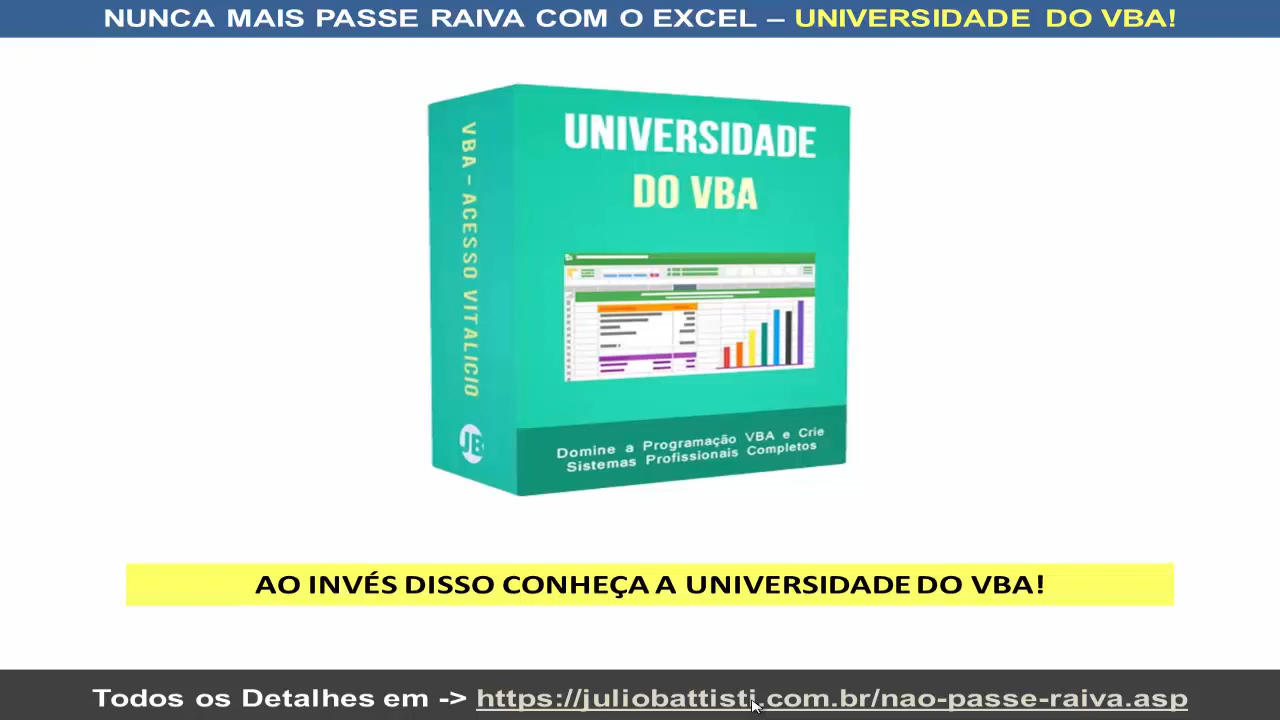 NUNCA MAIS PASSE RAIVA COM O EXCEL – UNIVERSIDADE DO VBA!
VBA – ACESSO VITALICIO
JB
UNIVERSIDADE
DO VBA
Domine a Programação VBA e Crie
Sistemas Profissionais Completos
AO INVÉS DISSO CONHEÇA A UNIVERSIDADE DO VBA!
Todos os Detalhes em -> https://juliobattisti.com.br/nao-passe-raiva.asp